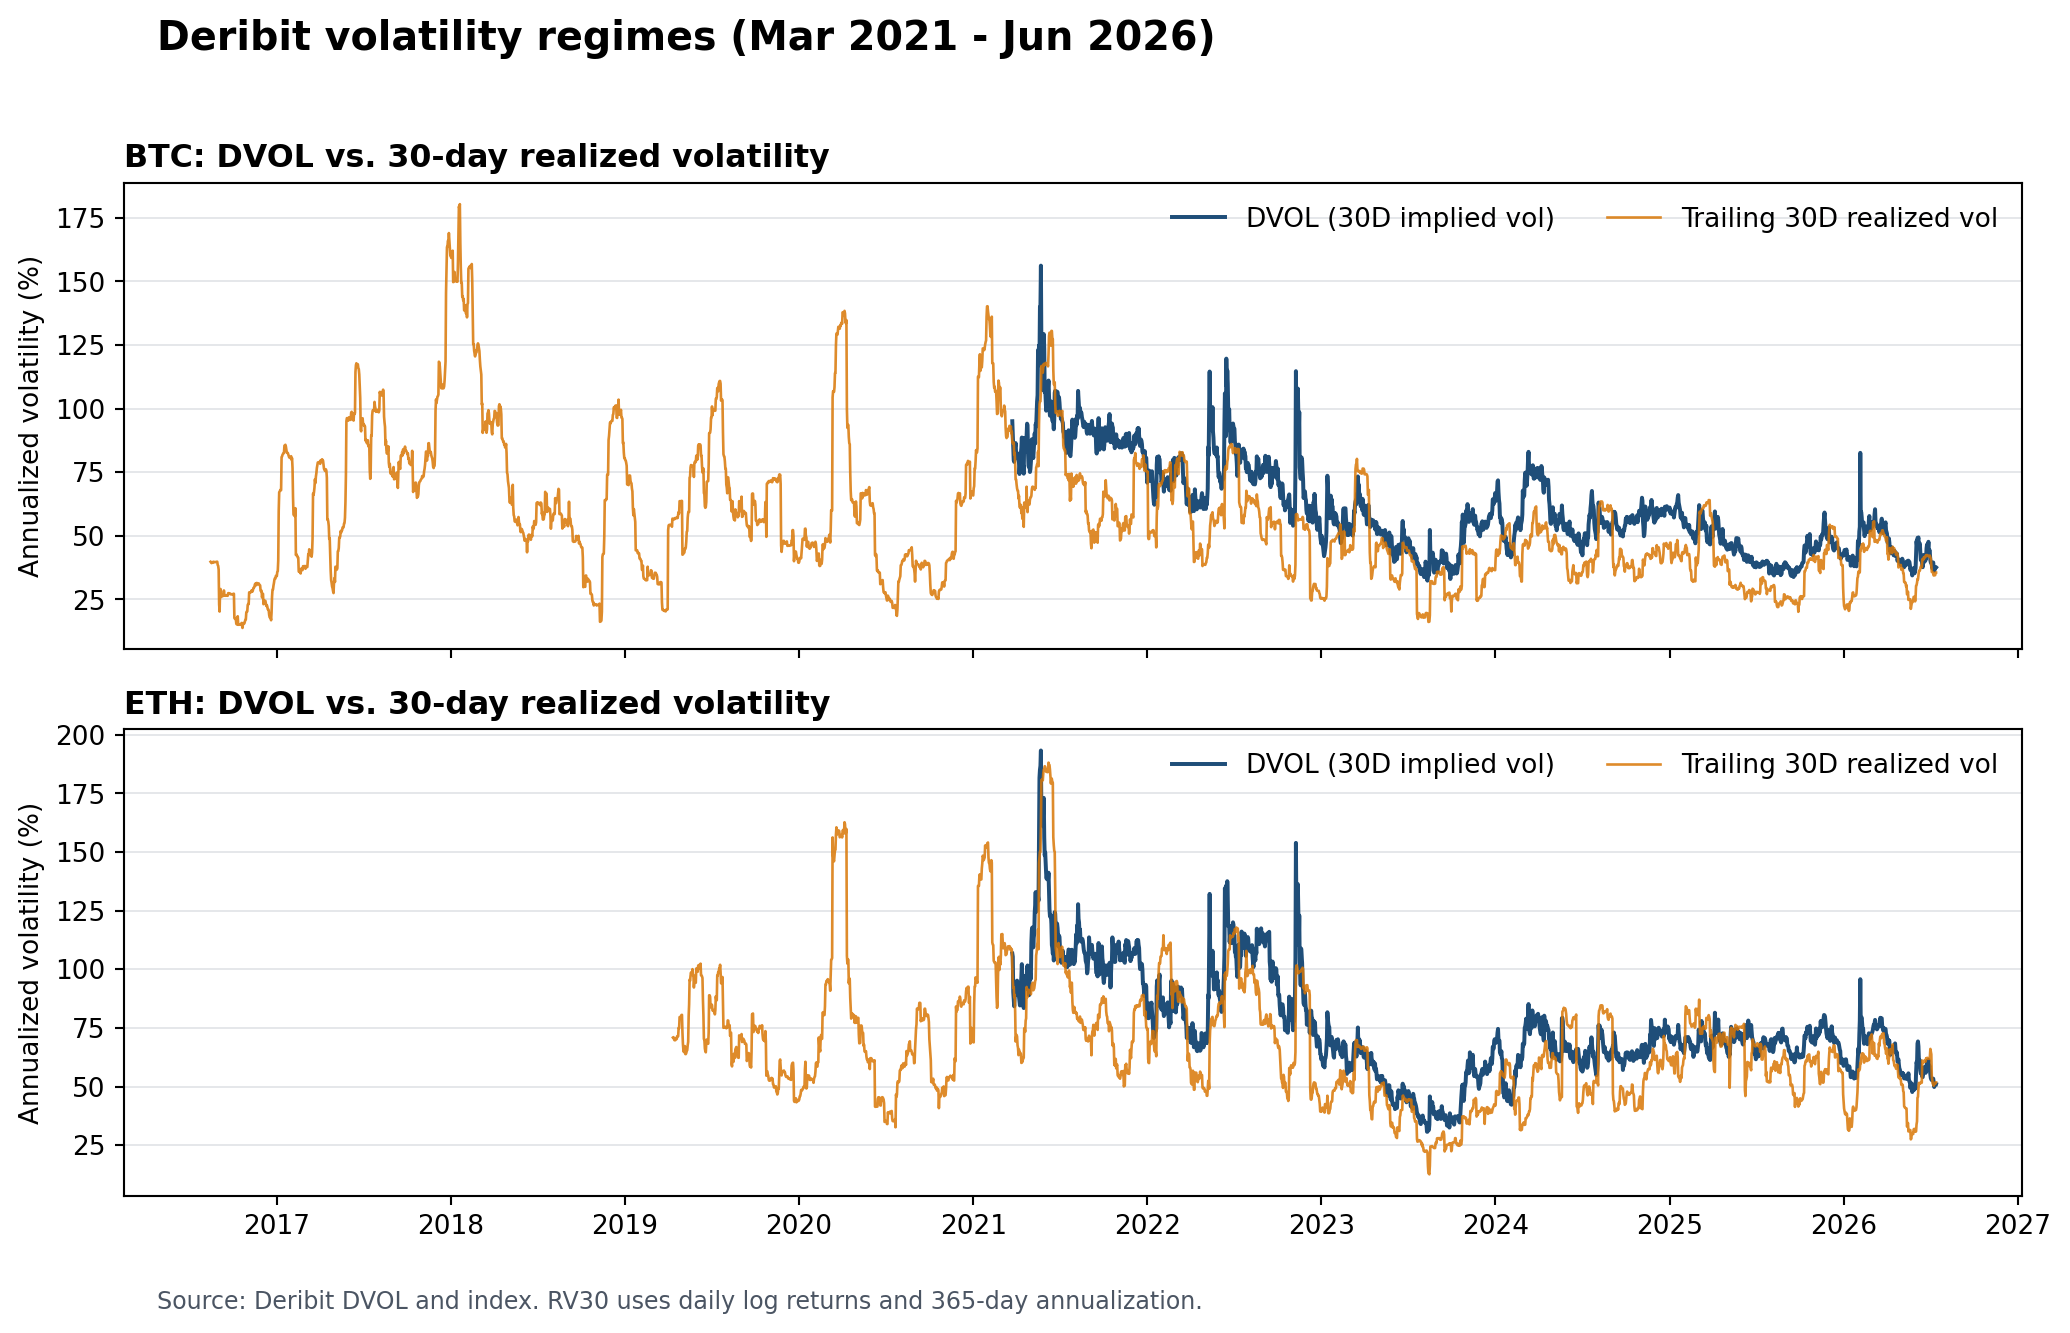 Deribit volatility regimes (Mar 2021 - Jun 2026)
BTC: DVOL vs. 30-day realized volatility
DVOL (30D implied vol)
Trailing 30D realized vol
Annualized volatility (%)
175
150
125
100
75
50
25
ETH: DVOL vs. 30-day realized volatility
DVOL (30D implied vol)
Trailing 30D realized vol
Annualized volatility (%)
200
175
150
125
100
75
50
25
2017 2018 2019 2020 2021 2022 2023 2024 2025 2026 2027
Source: Deribit DVOL and index. RV30 uses daily log returns and 365-day annualization.